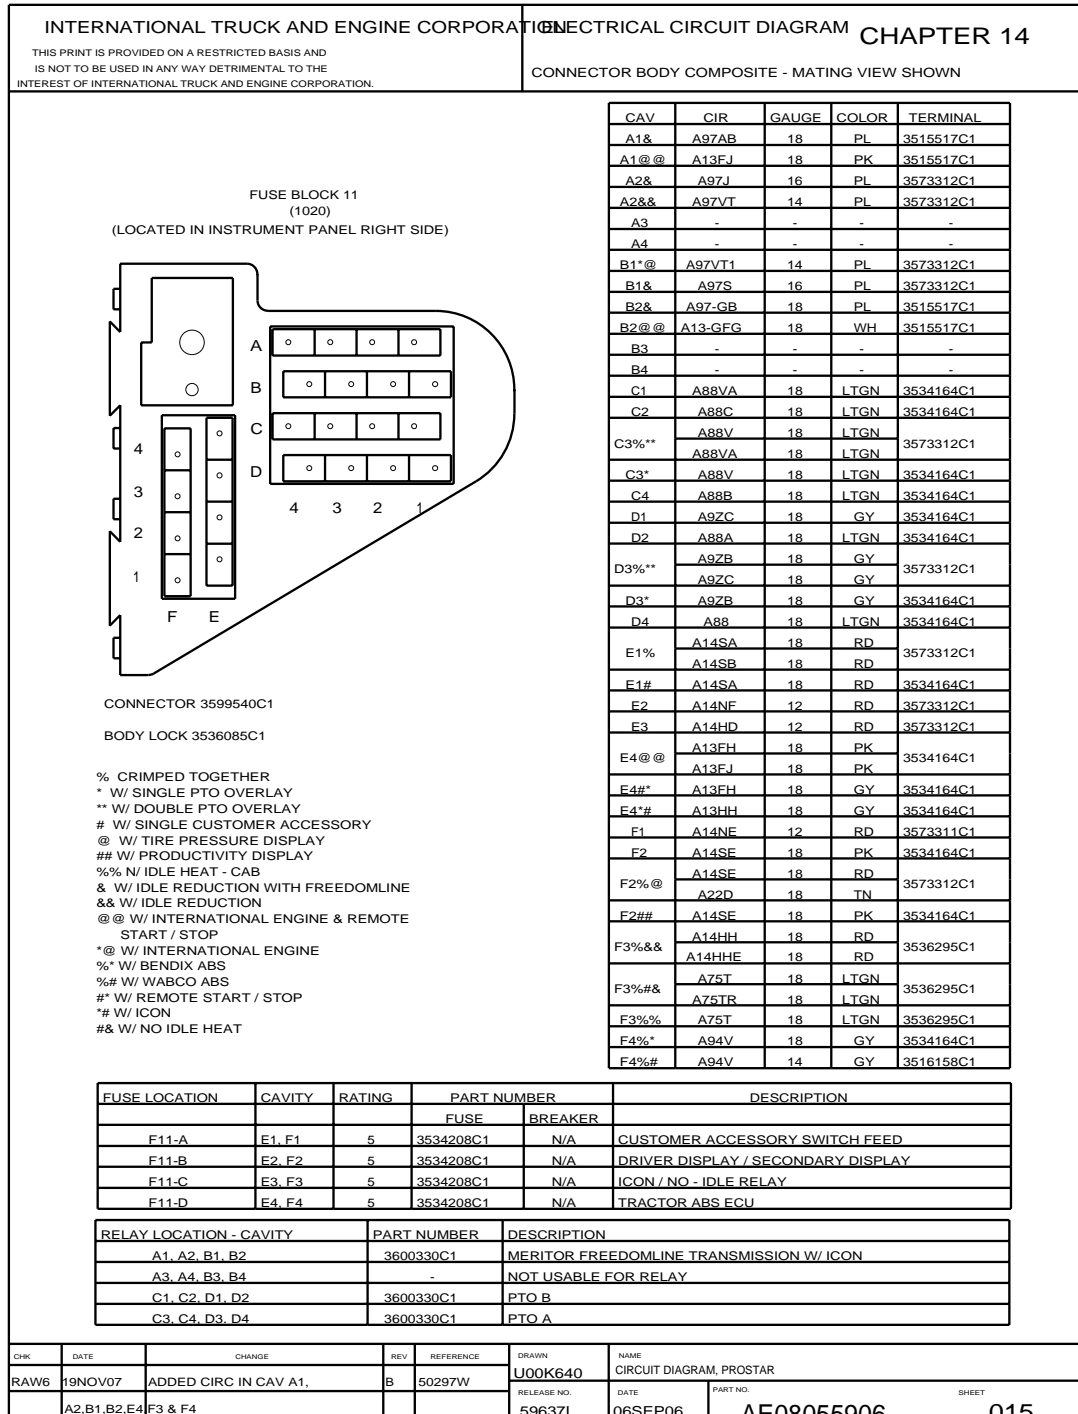 INTERNATIONAL TRUCK AND ENGINE CORPORATION
THIS PRINT IS PROVIDED ON A RESTRICTED BASIS AND
IS NOT TO BE USED IN ANY WAY DETRIMENTAL TO THE
INTEREST OF INTERNATIONAL TRUCK AND ENGINE CORPORATION.
ELECTRICAL CIRCUIT DIAGRAM CHAPTER 14
CONNECTOR BODY COMPOSITE - MATING VIEW SHOWN
FUSE BLOCK 11
(1020)
(LOCATED IN INSTRUMENT PANEL RIGHT SIDE)
A
B
C
D
4 3 2 1
4
3
2
1
F E
CONNECTOR 3599540C1
BODY LOCK 3536085C1
% CRIMPED TOGETHER
* W/ SINGLE PTO OVERLAY
** W/ DOUBLE PTO OVERLAY
# W/ SINGLE CUSTOMER ACCESSORY
@ W/ TIRE PRESSURE DISPLAY
## W/ PRODUCTIVITY DISPLAY
%% N/ IDLE HEAT - CAB
& W/ IDLE REDUCTION WITH FREEDOMLINE
&& W/ IDLE REDUCTION
@@ W/ INTERNATIONAL ENGINE & REMOTE
START / STOP
*@ W/ INTERNATIONAL ENGINE
%* W/ BENDIX ABS
%# W/ WABCO ABS
#* W/ REMOTE START / STOP
*# W/ ICON
#& W/ NO IDLE HEAT
CAV CIR GAUGE COLOR TERMINAL
A1& A97AB 18 PL 3515517C1
A1@@ A13FJ 18 PK 3515517C1
A2& A97J 16 PL 3573312C1
A2&& A97VT 14 PL 3573312C1
A3 - - - -
A4 - - - -
B1*@ A97VT1 14 PL 3573312C1
B1& A97S 16 PL 3573312C1
B2& A97-GB 18 PL 3515517C1
B2@@ A13-GFG 18 WH 3515517C1
B3 - - - -
B4 - - - -
C1 A88VA 18 LTGN 3534164C1
C2 A88C 18 LTGN 3534164C1
C3%** A88V 18 LTGN 3573312C1
A88VA 18 LTGN
C3* A88V 18 LTGN 3534164C1
C4 A88B 18 LTGN 3534164C1
D1 A9ZC 18 GY 3534164C1
D2 A88A 18 LTGN 3534164C1
D3%** A9ZB 18 GY 3573312C1
A9ZC 18 GY
D3* A9ZB 18 GY 3534164C1
D4 A88 18 LTGN 3534164C1
E1% A14SA 18 RD 3573312C1
A14SB 18 RD
E1# A14SA 18 RD 3534164C1
E2 A14NF 12 RD 3573312C1
E3 A14HD 12 RD 3573312C1
E4@@ A13FH 18 PK 3534164C1
A13FJ 18 PK
E4#* A13FH 18 GY 3534164C1
E4*# A13HH 18 GY 3534164C1
F1 A14NE 12 RD 3573311C1
F2 A14SE 18 PK 3534164C1
F2%@ A14SE 18 RD 3573312C1
A22D 18 TN
F2## A14SE 18 PK 3534164C1
F3%&& A14HH 18 RD 3536295C1
A14HHE 18 RD
F3%#& A75T 18 LTGN 3536295C1
A75TR 18 LTGN
F3%% A75T 18 LTGN 3536295C1
F4%* A94V 18 GY 3534164C1
F4%# A94V 14 GY 3516158C1
FUSE LOCATION CAVITY RATING PART NUMBER DESCRIPTION
FUSE BREAKER
F11-A E1, F1 5 3534208C1 N/A CUSTOMER ACCESSORY SWITCH FEED
F11-B E2, F2 5 3534208C1 N/A DRIVER DISPLAY / SECONDARY DISPLAY
F11-C E3, F3 5 3534208C1 N/A ICON / NO - IDLE RELAY
F11-D E4, F4 5 3534208C1 N/A TRACTOR ABS ECU
RELAY LOCATION - CAVITY PART NUMBER DESCRIPTION
A1, A2, B1, B2 3600330C1 MERITOR FREEDOMLINE TRANSMISSION W/ ICON
A3, A4, B3, B4 - NOT USABLE FOR RELAY
C1, C2, D1, D2 3600330C1 PTO B
C3, C4, D3. D4 3600330C1 PTO A
CHK DATE CHANGE REV REFERENCE DRAWN NAME
RAW6 19NOV07 ADDED CIRC IN CAV A1, B 50297W U00K640 CIRCUIT DIAGRAM, PROSTAR
RELEASE NO. DATE PART NO. SHEET
A2,B1,B2,E4 F3 & F4 59637L 06SEP06 AE08055906 015